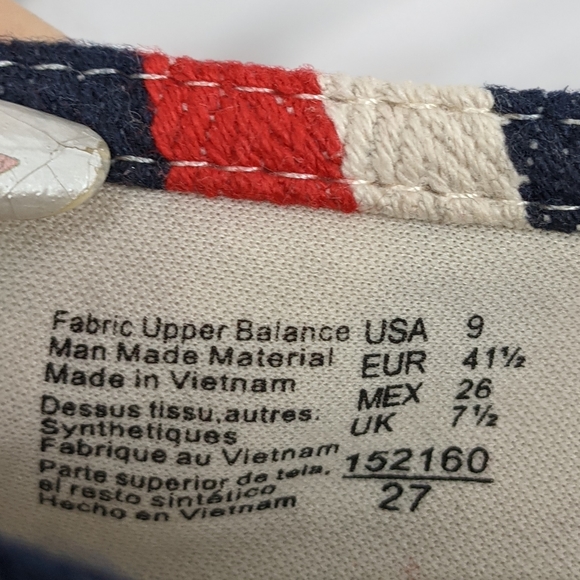 Fabric Upper Balance
Man Made Material
Made in Vietnam
Dessus tissu,autres.
Synthetiques
Fabrique au Vietnam
Parte superior de tela,
el resto sintético
Hecho en Vietnam
USA 9
EUR 41½
MEX 26
UK 7½
152160
27